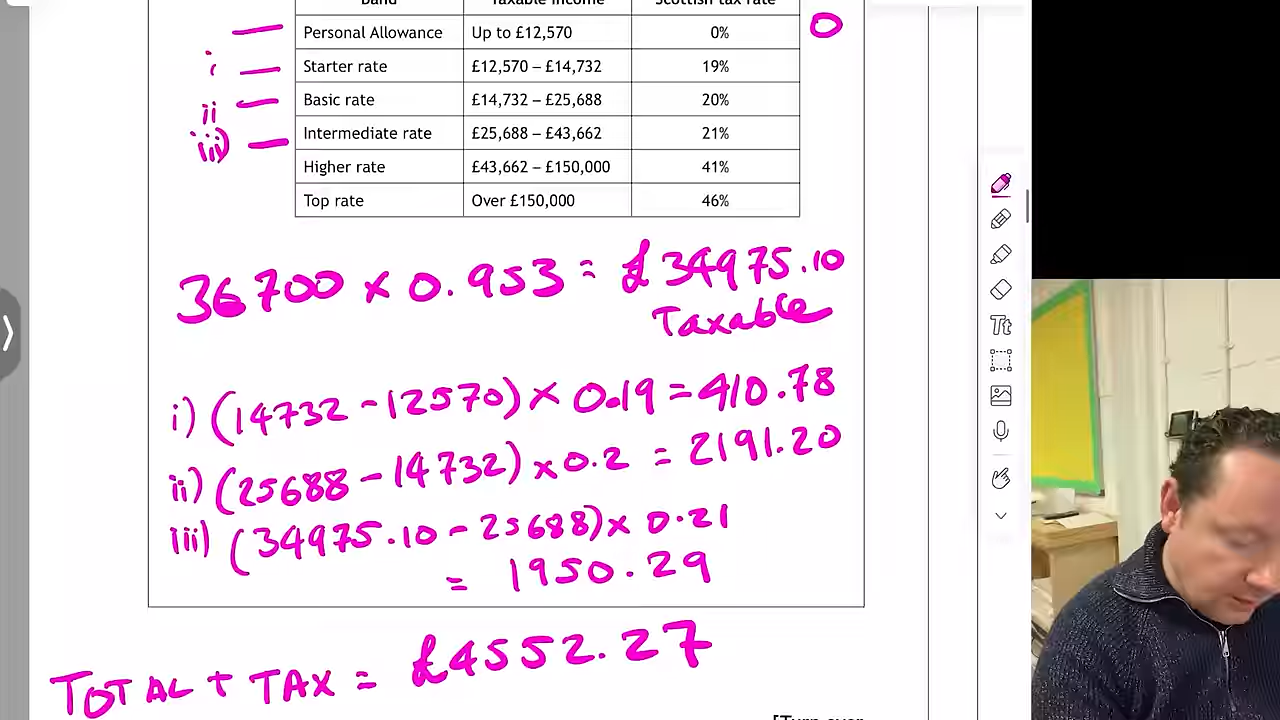 Band Taxable income Scottish tax rate
Personal Allowance Up to £12,570 0% 0
i Starter rate £12,570 – £14,732 19%
ii Basic rate £14,732 – £25,688 20%
iii) Intermediate rate £25,688 – £43,662 21%
Higher rate £43,662 – £150,000 41%
Top rate Over £150,000 46%
36700 x 0.953 = £34975.10
Taxable
i) (14732 - 12570) x 0.19 = 410.78
ii) (25688 - 14732) x 0.2 = 2191.20
iii) (34975.10 - 25688) x 0.21
= 1950.29
TOTAL + TAX = £4552.27
[Turn over
Tt